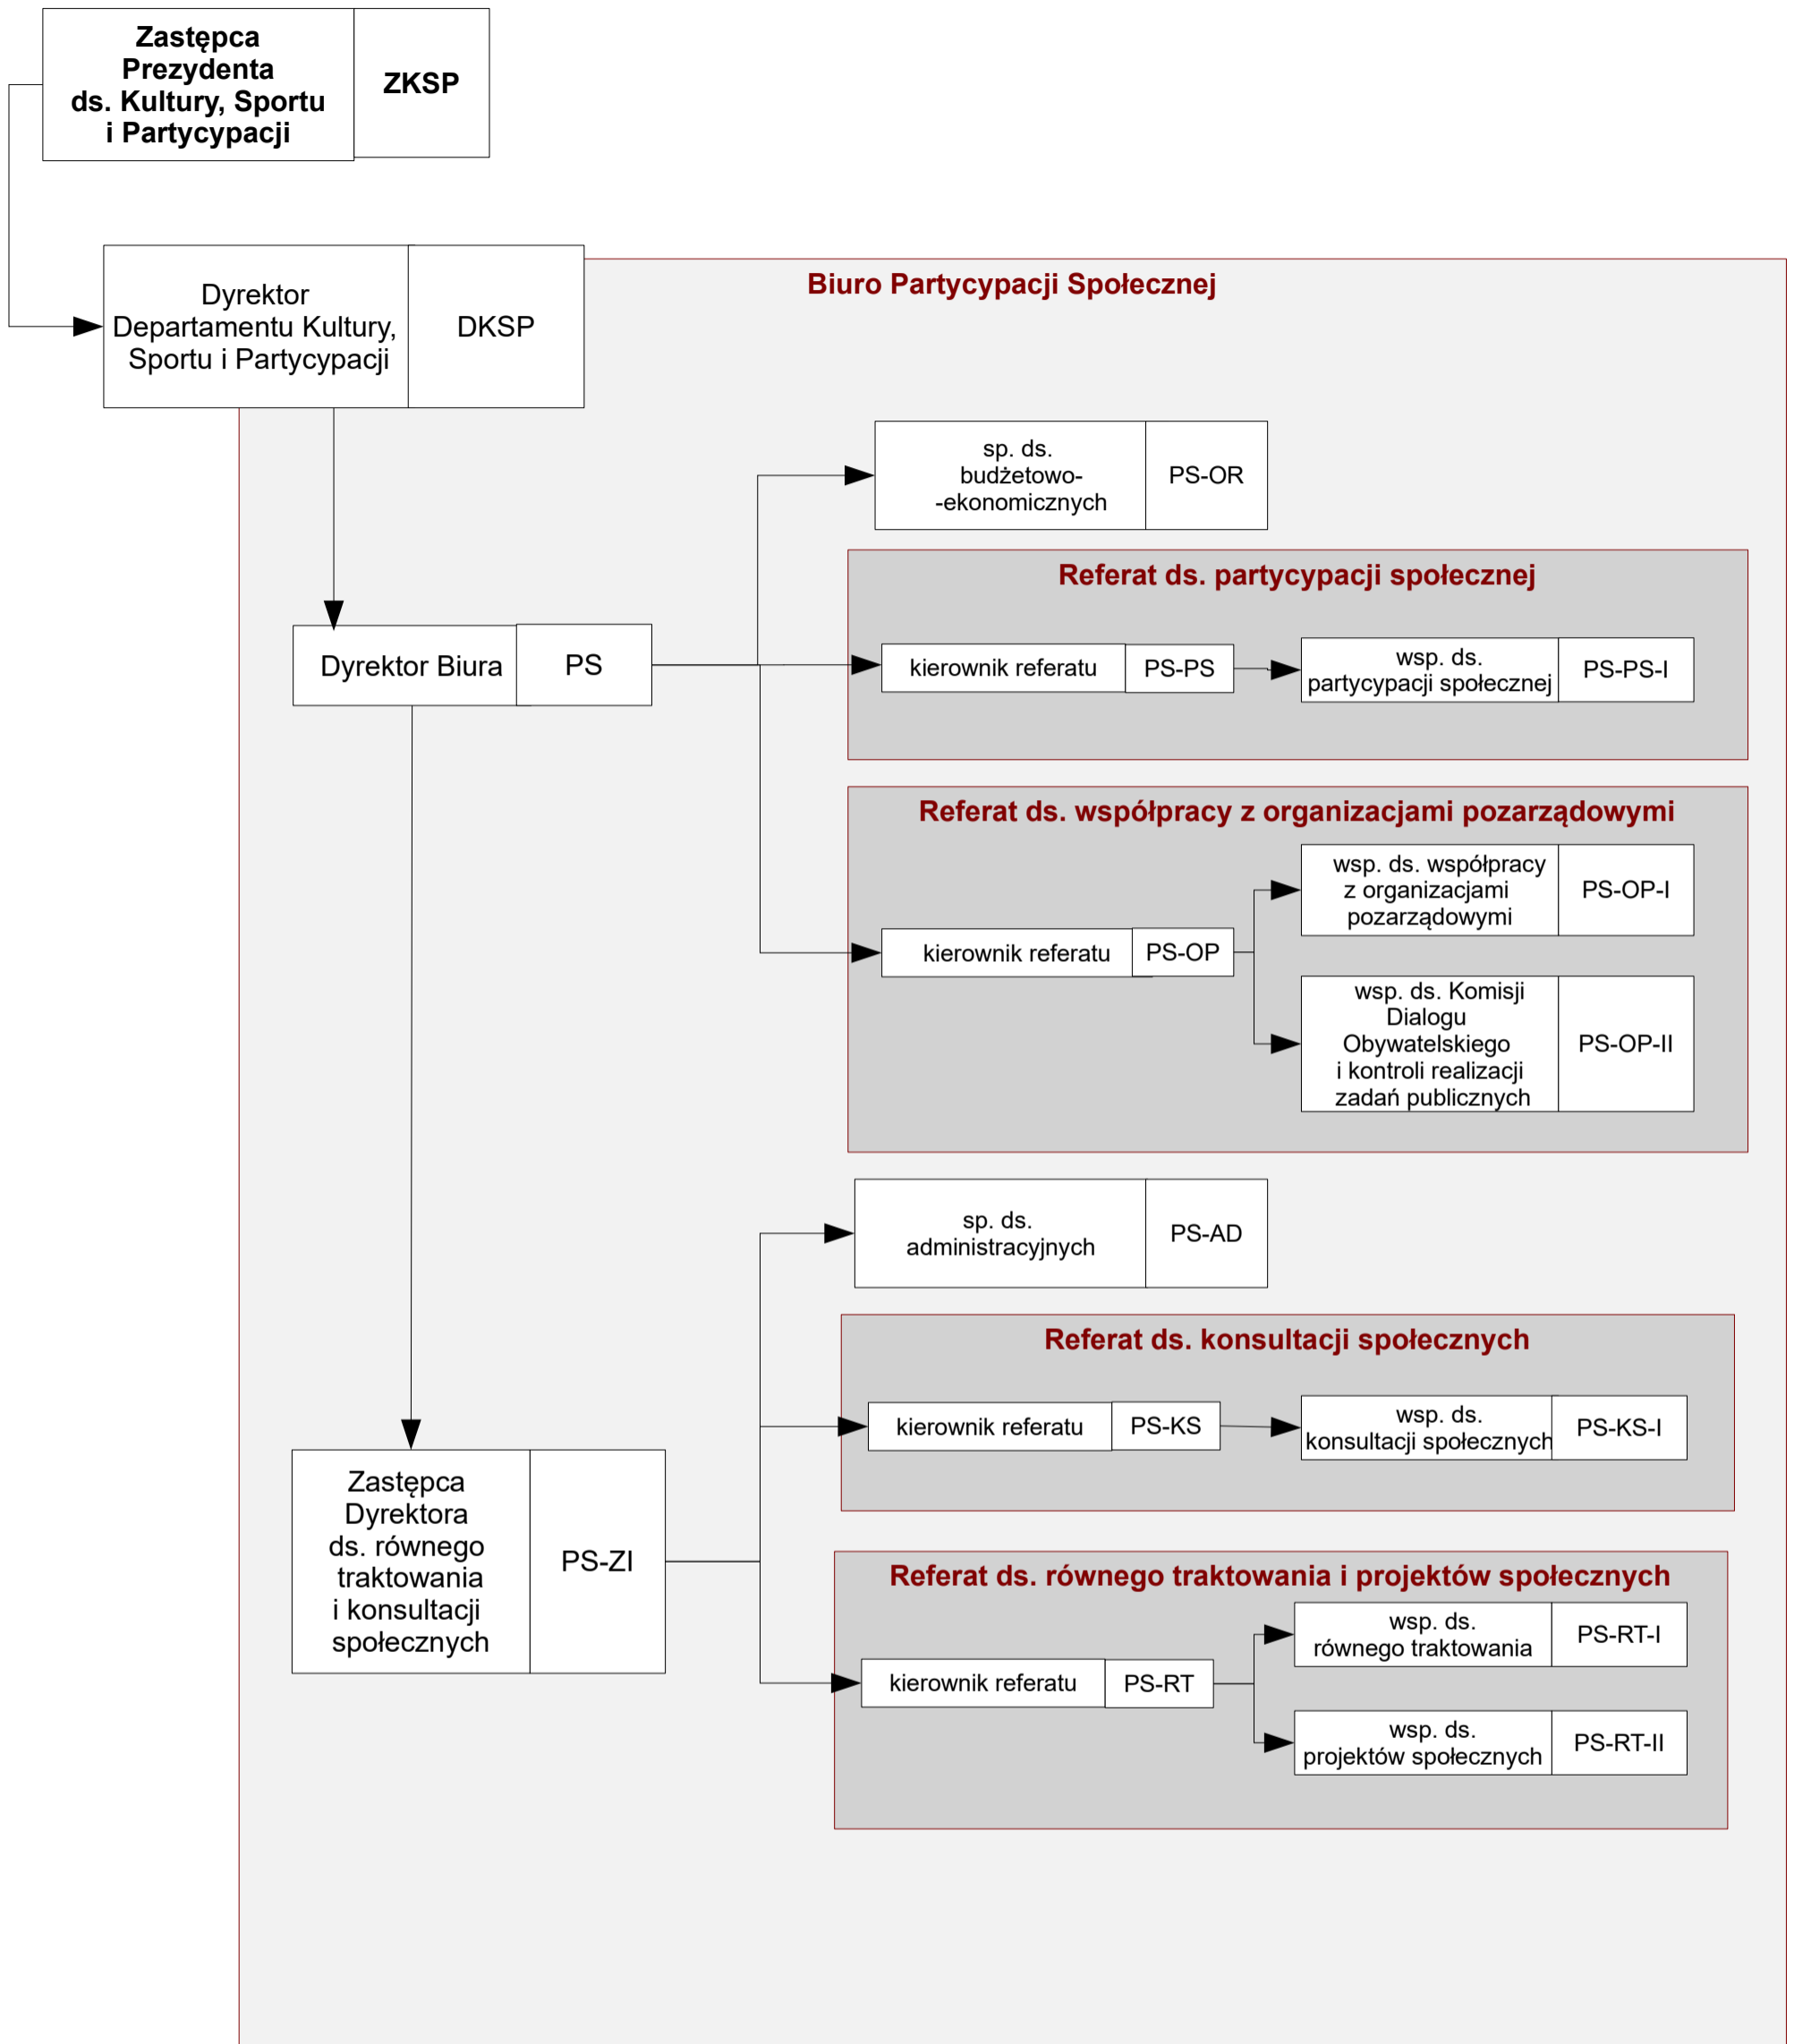 Zastępca
Prezydenta
ds. Kultury, Sportu
i Partycypacji
ZKSP
Dyrektor
Departamentu Kultury,
Sportu i Partycypacji
DKSP
Biuro Partycypacji Społecznej
sp. ds.
budżetowo-
-ekonomicznych
PS-OR
Referat ds. partycypacji społecznej
Dyrektor Biura
PS
kierownik referatu
PS-PS
wsp. ds.
partycypacji społecznej
PS-PS-I
Referat ds. współpracy z organizacjami pozarządowymi
kierownik referatu
PS-OP
wsp. ds. współpracy
z organizacjami
pozarządowymi
PS-OP-I
wsp. ds. Komisji
Dialogu
Obywatelskiego
i kontroli realizacji
zadań publicznych
PS-OP-II
sp. ds.
administracyjnych
PS-AD
Referat ds. konsultacji społecznych
kierownik referatu
PS-KS
wsp. ds.
konsultacji społecznych
PS-KS-I
Zastępca
Dyrektora
ds. równego
traktowania
i konsultacji
społecznych
PS-ZI
Referat ds. równego traktowania i projektów społecznych
kierownik referatu
PS-RT
wsp. ds.
równego traktowania
PS-RT-I
wsp. ds.
projektów społecznych
PS-RT-II